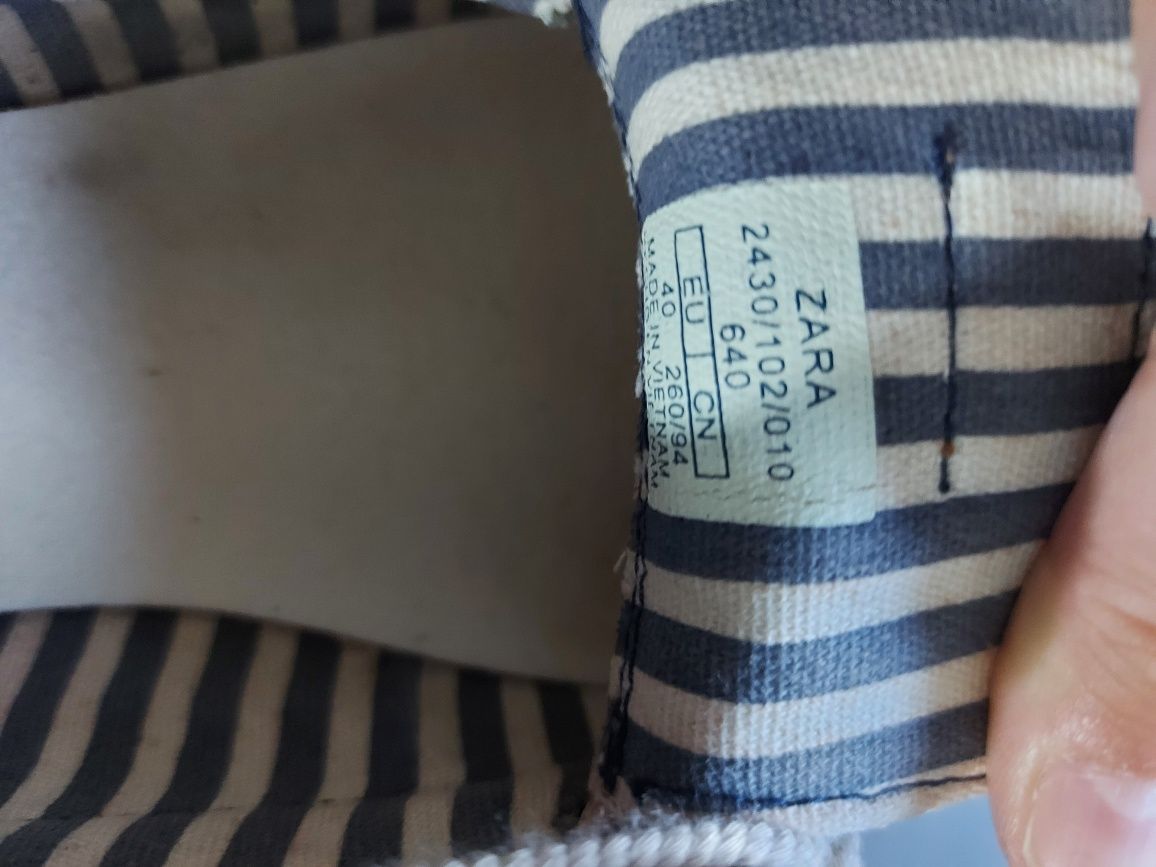 ZARA
2430/102/010
640
EU CN
40 260/94
MADE IN VIETNAM